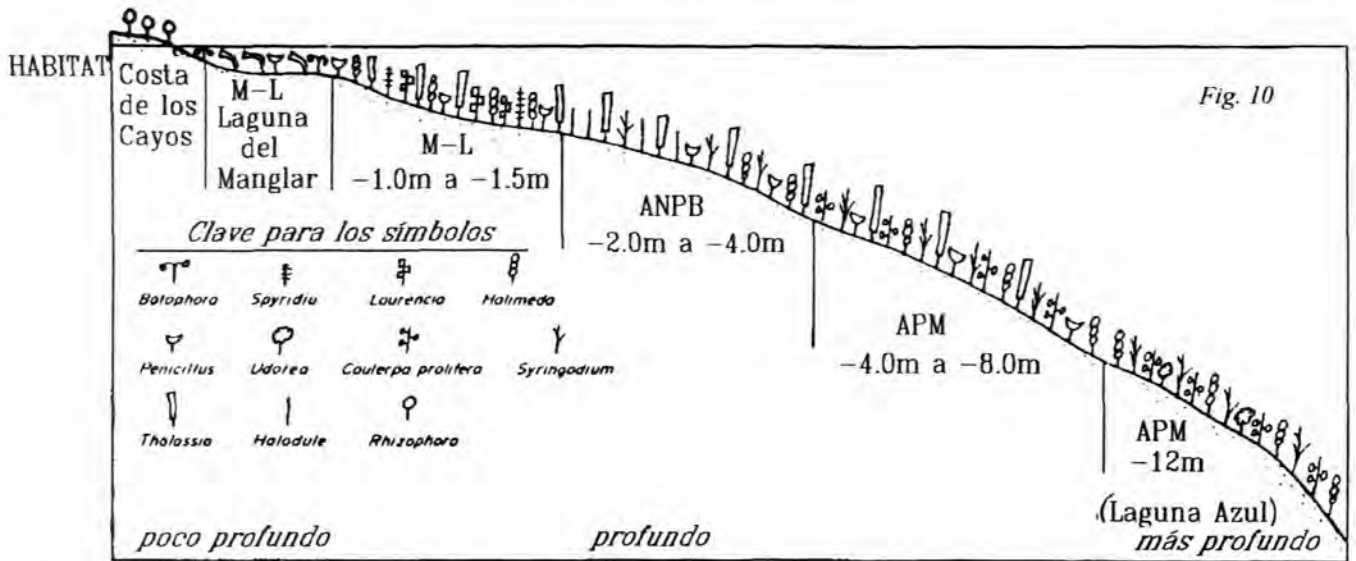 HABITAT
Costa
de los
Cayos
M-L
Laguna
del
Manglar
M-L
-1.0m a -1.5m
ANPB
-2.0m a -4.0m
APM
-4.0m a -8.0m
APM
-12m
(Laguna Azul)
Fig. 10
Clave para los símbolos
Batophora Spyridia Laurencia Halimeda
Penicillus Udotea Cauterpa prolifera Syringodium
Thalassia Halodule Rhizophora
poco profundo profundo más profundo